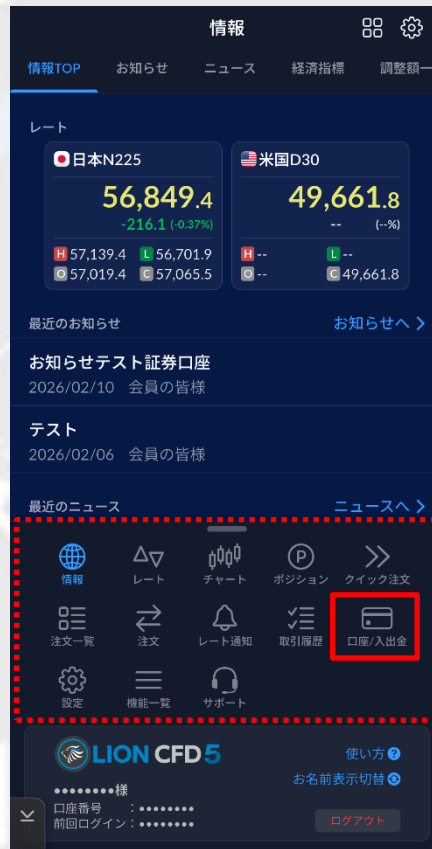 情報
情報TOP お知らせ ニュース 経済指標 調整額一
レート
日本N225 米国D30
56,849.4 49,661.8
-216.1 (-0.37%) -- (--%)
H 57,139.4 L 56,701.9 H -- L --
O 57,019.4 C 57,065.5 O -- C 49,661.8
最近のお知らせ お知らせへ
お知らせテスト証券口座
2026/02/10 会員の皆様
テスト
2026/02/06 会員の皆様
最近のニュース ニュースへ
情報 レート チャート ポジション クイック注文
注文一覧 注文 レート通知 取引履歴 口座/入出金
設定 機能一覧 サポート
LION CFD 5 使い方
お名前表示切替
••••••••様
口座番号 :••••••••
前回ログイン:•••••••• ログアウト